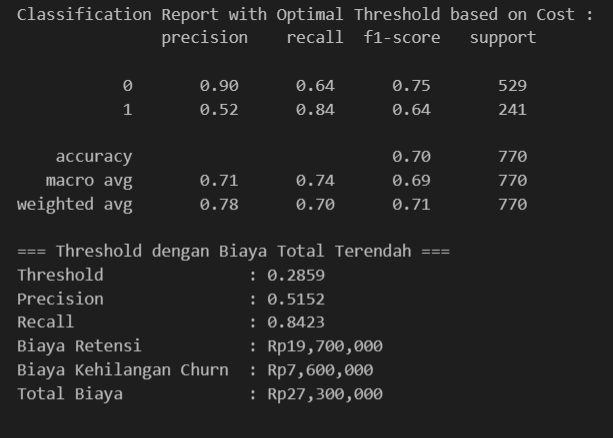 Classification Report with Optimal Threshold based on Cost :
precision recall f1-score support
0 0.90 0.64 0.75 529
1 0.52 0.84 0.64 241
accuracy 0.70 770
macro avg 0.71 0.74 0.69 770
weighted avg 0.78 0.70 0.71 770
=== Threshold dengan Biaya Total Terendah ===
Threshold : 0.2859
Precision : 0.5152
Recall : 0.8423
Biaya Retensi : Rp19,700,000
Biaya Kehilangan Churn : Rp7,600,000
Total Biaya : Rp27,300,000